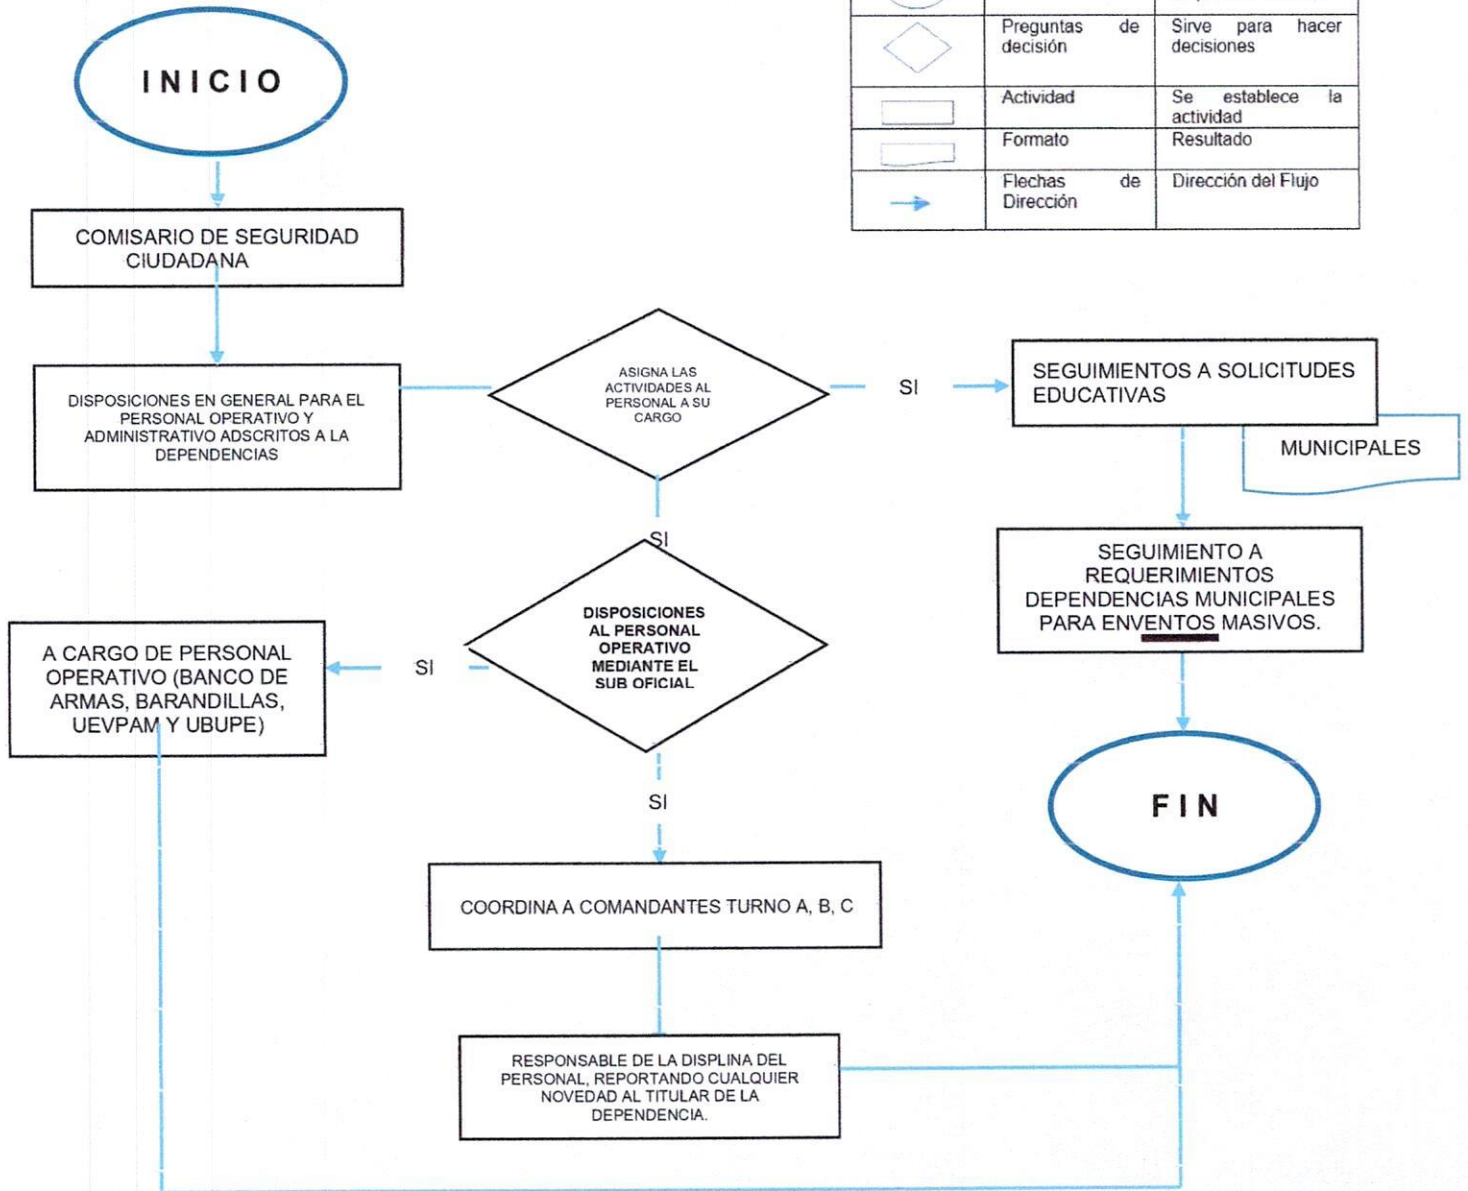 INICIO
Preguntas de
decisión
Sirve para hacer
decisiones
Actividad
Se establece la
actividad
Formato
Resultado
Flechas de
Dirección
Dirección del Flujo
COMISARIO DE SEGURIDAD
CIUDADANA
DISPOSICIONES EN GENERAL PARA EL
PERSONAL OPERATIVO Y
ADMINISTRATIVO ADSCRITOS A LA
DEPENDENCIAS
ASIGNA LAS
ACTIVIDADES AL
PERSONAL A SU
CARGO
SI
SEGUIMIENTOS A SOLICITUDES
EDUCATIVAS
MUNICIPALES
SI
SEGUIMIENTO A
REQUERIMIENTOS
DEPENDENCIAS MUNICIPALES
PARA ENVENTOS MASIVOS.
DISPOSICIONES
AL PERSONAL
OPERATIVO
MEDIANTE EL
SUB OFICIAL
SI
A CARGO DE PERSONAL
OPERATIVO (BANCO DE
ARMAS, BARANDILLAS,
UEVPAM Y UBUPE)
SI
FIN
COORDINA A COMANDANTES TURNO A, B, C
RESPONSABLE DE LA DISPLINA DEL
PERSONAL, REPORTANDO CUALQUIER
NOVEDAD AL TITULAR DE LA
DEPENDENCIA.